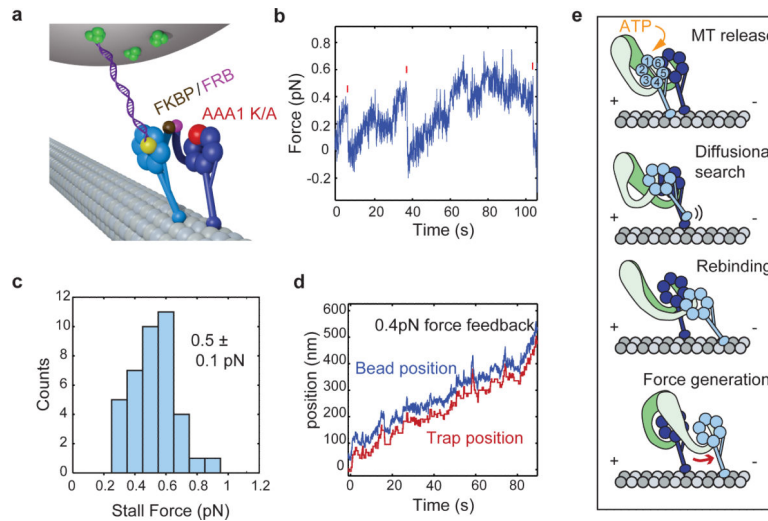 a
FKBP/FRB
AAA1 K/A
b
Force (pN)
0.8
0.6
0.4
0.2
0
-0.2
0 20 40 60 80 100
Time (s)
c
Counts
12
10
8
6
4
2
0
0.5 ±
0.1 pN
0 0.2 0.4 0.6 0.8 1 1.2
Stall Force (pN)
d
position (nm)
600
500
400
300
200
100
0
0.4pN force feedback
Bead position
Trap position
0 20 40 60 80
Time (s)
e
ATP
MT release
1 6
2 5
3 4
+ -
Diffusional
search
+ -
Rebinding
+ -
Force generation
+ -